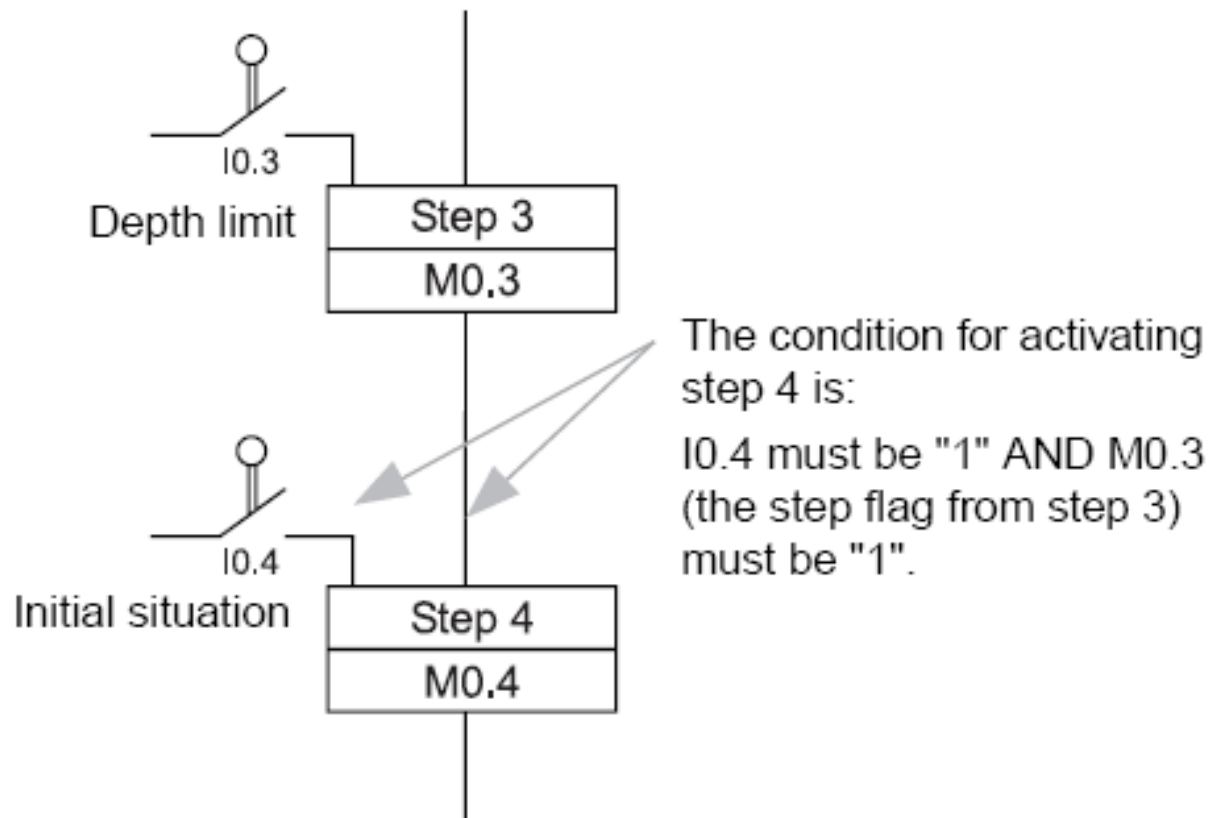 I0.3
Depth limit
Step 3
M0.3
The condition for activating
step 4 is:
I0.4 must be "1" AND M0.3
(the step flag from step 3)
must be "1".
I0.4
Initial situation
Step 4
M0.4